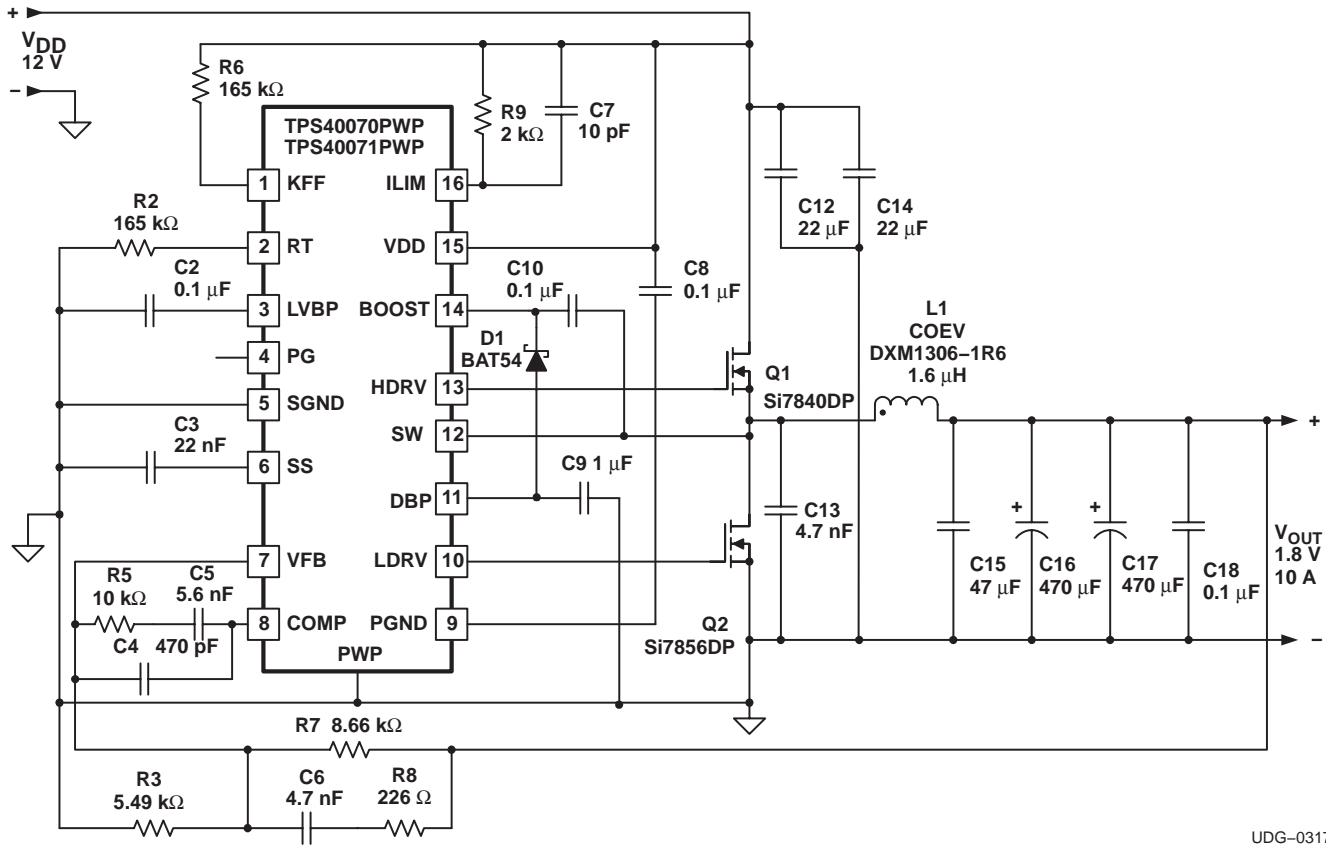 +
VDD
12 V
−
R6
165 kΩ
TPS40070PWP
TPS40071PWP
R9
2 kΩ
C7
10 pF
1 KFF
ILIM 16
R2
165 kΩ
2 RT
VDD 15
C12
22 μF
C14
22 μF
C2
0.1 μF
3 LVBP
BOOST 14
C10
0.1 μF
C8
0.1 μF
4 PG
D1
BAT54
L1
COEV
DXM1306−1R6
1.6 μH
HDRV 13
Q1
Si7840DP
5 SGND
SW 12
+
C3
22 nF
6 SS
C9 1 μF
DBP 11
C13
4.7 nF
+
+
VOUT
1.8 V
10 A
7 VFB
LDRV 10
C15
47 μF
C16
470 μF
C17
470 μF
C18
0.1 μF
R5
10 kΩ
C5
5.6 nF
8 COMP
PGND 9
C4
470 pF
Q2
Si7856DP
−
PWP
R7 8.66 kΩ
R3
5.49 kΩ
C6
4.7 nF
R8
226 Ω
UDG−0317